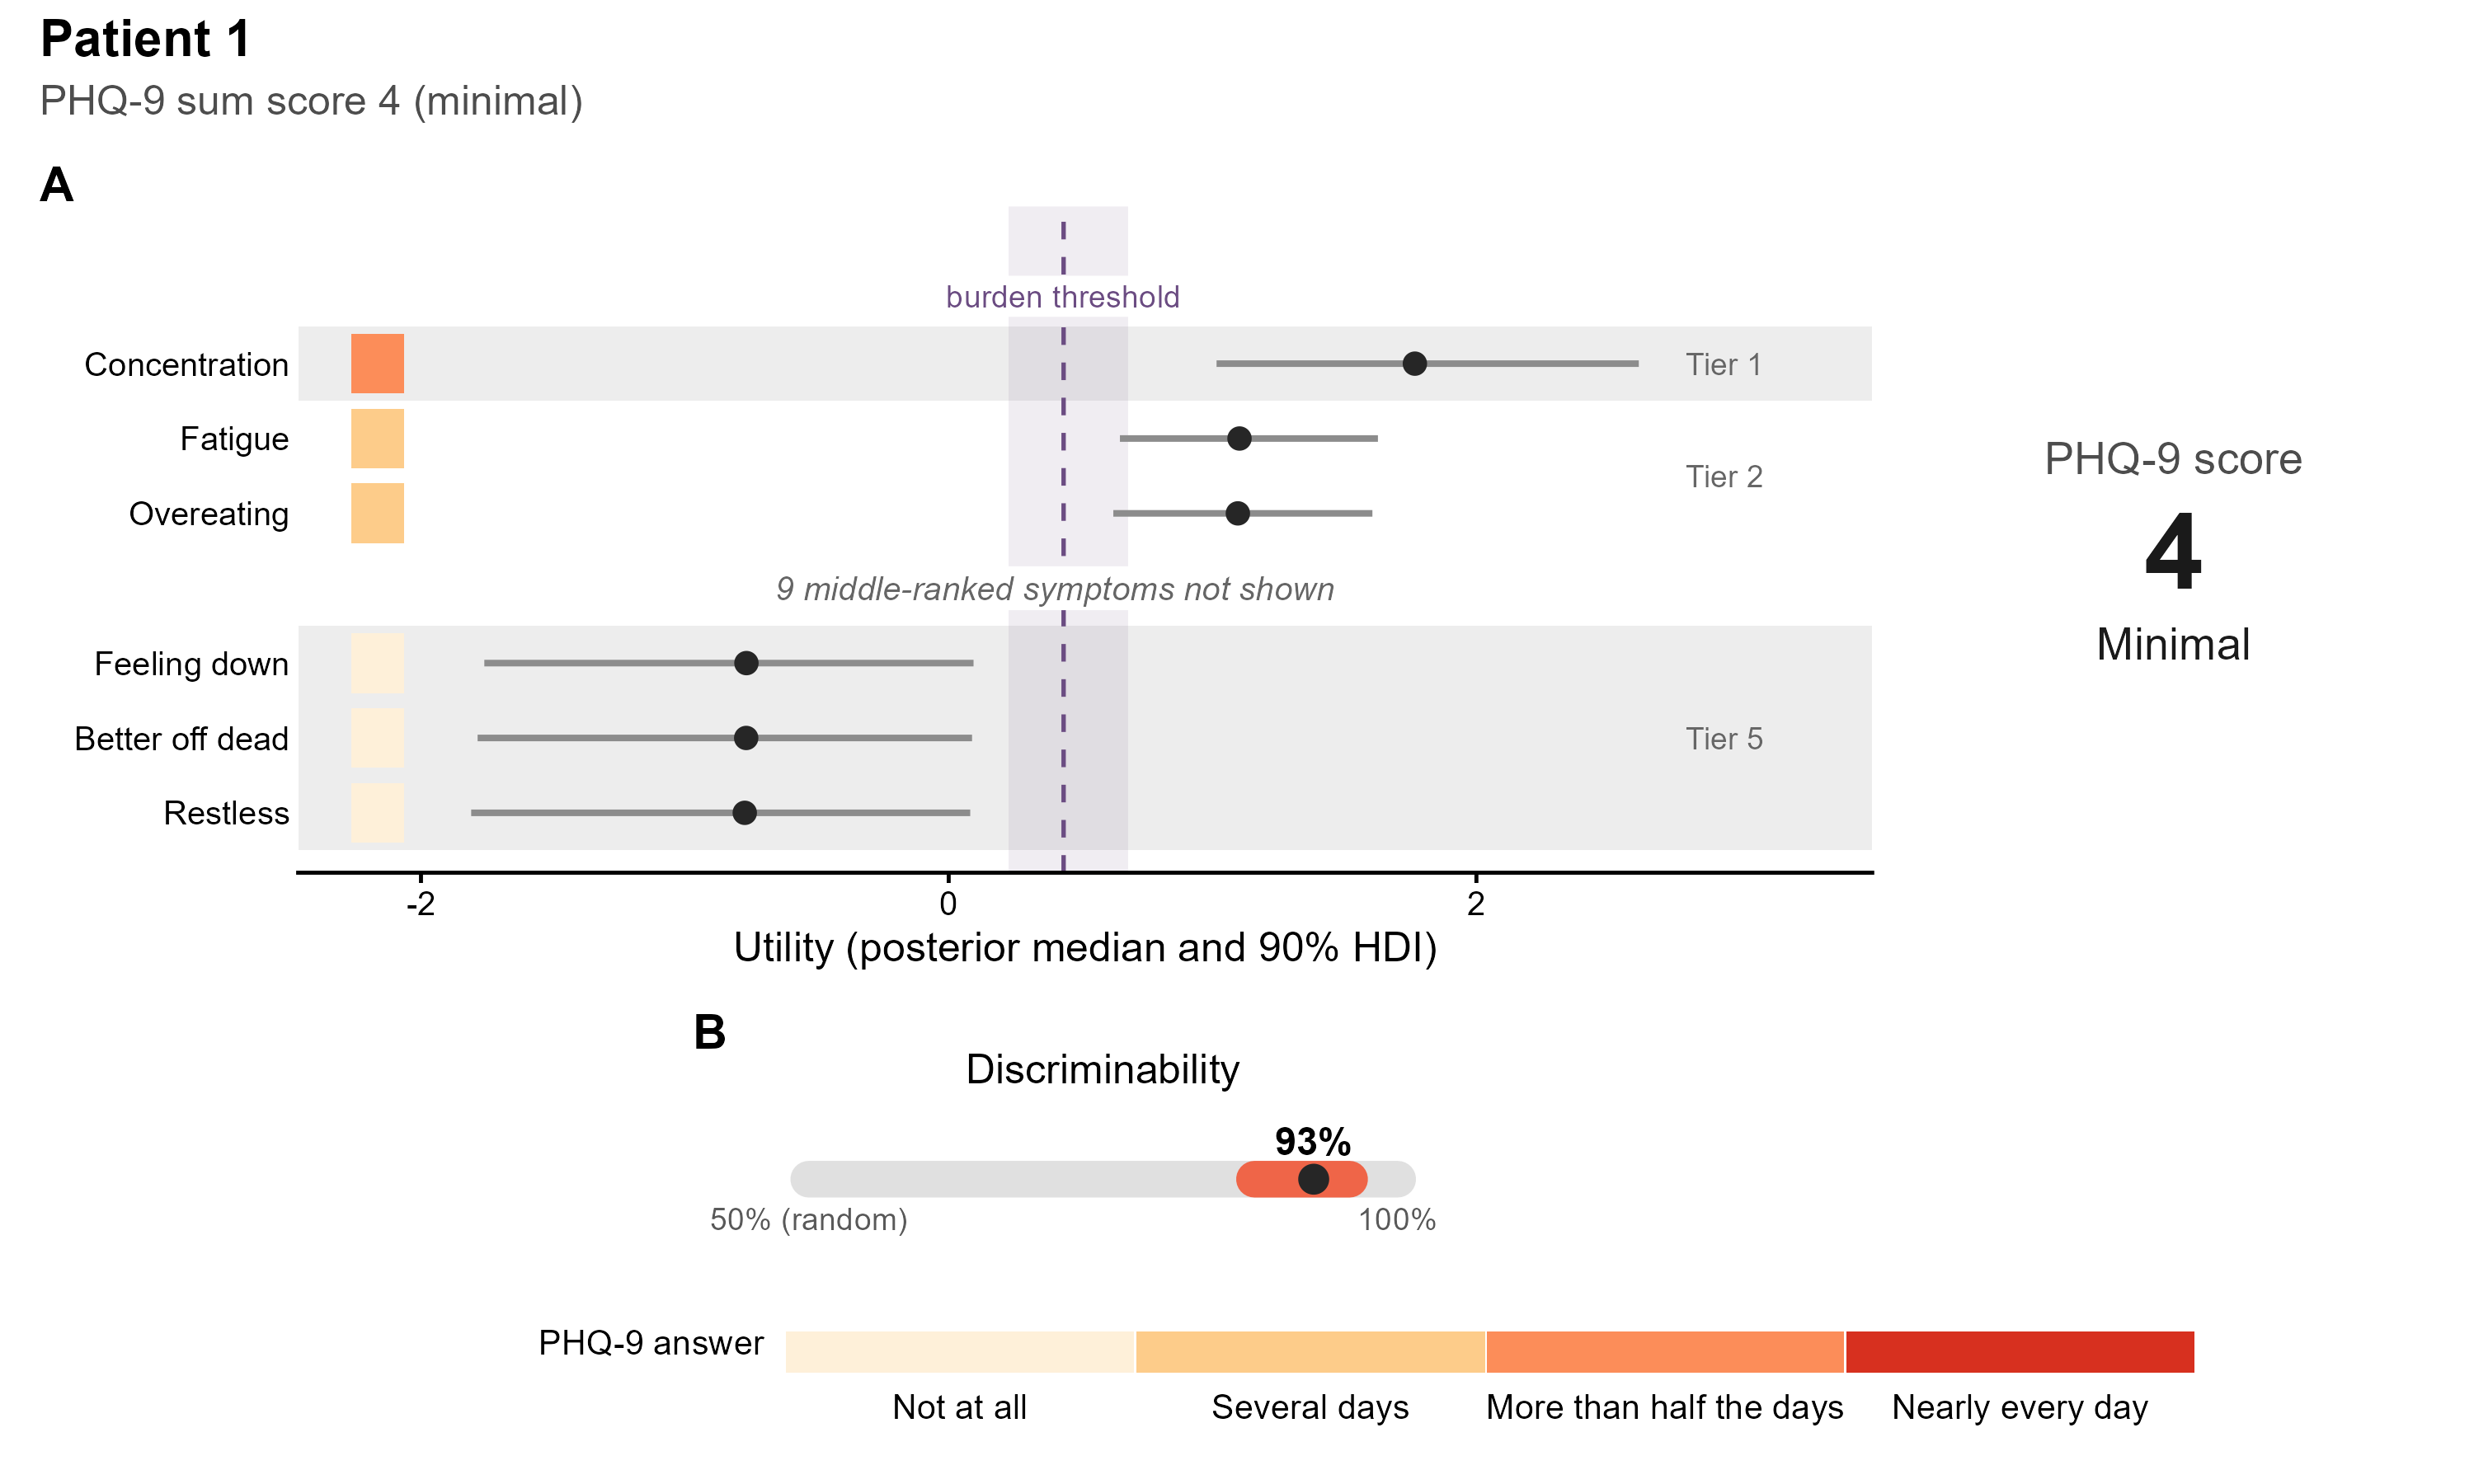 Patient 1
PHQ-9 sum score 4 (minimal)
A
burden threshold
Concentration
Tier 1
Fatigue
Tier 2
Overeating
9 middle-ranked symptoms not shown
Feeling down
Better off dead
Tier 5
Restless
-2 0 2
Utility (posterior median and 90% HDI)
PHQ-9 score
4
Minimal
B
Discriminability
93%
50% (random) 100%
PHQ-9 answer
Not at all Several days More than half the days Nearly every day